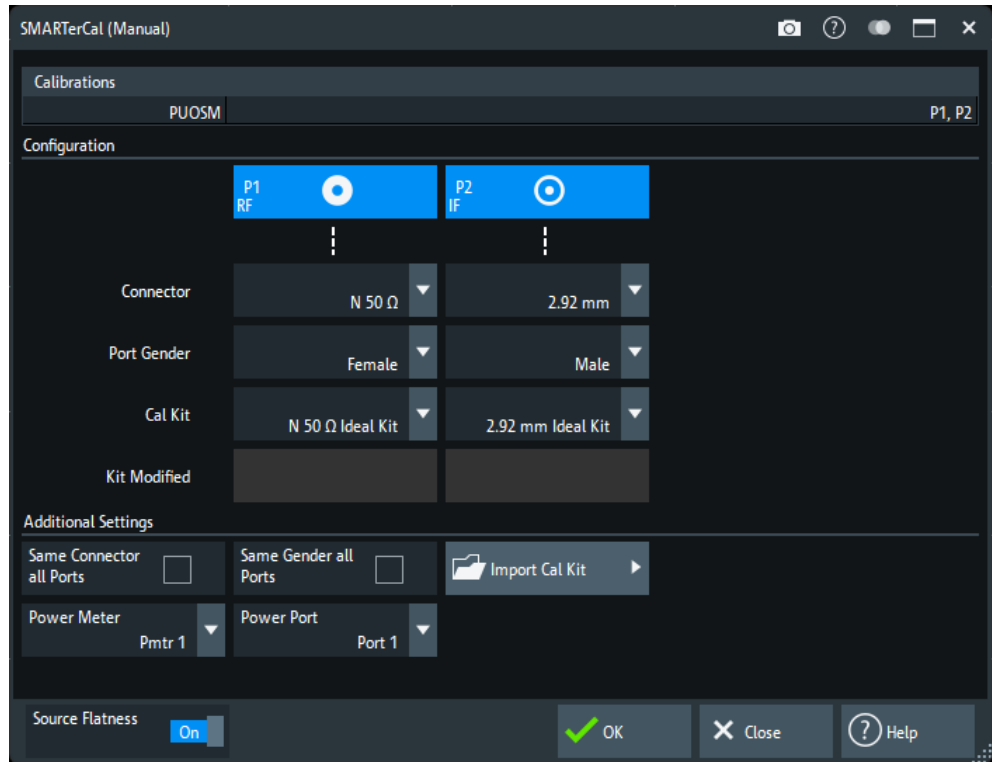 SMARTerCal (Manual)
Calibrations
PUOSM P1, P2
Configuration
P1 P2
RF IF
Connector N 50 Ω 2.92 mm
Port Gender Female Male
Cal Kit N 50 Ω Ideal Kit 2.92 mm Ideal Kit
Kit Modified
Additional Settings
Same Connector
all Ports
Same Gender all
Ports
Import Cal Kit
Power Meter
Pmtr 1
Power Port
Port 1
Source Flatness
On
OK
Close
? Help